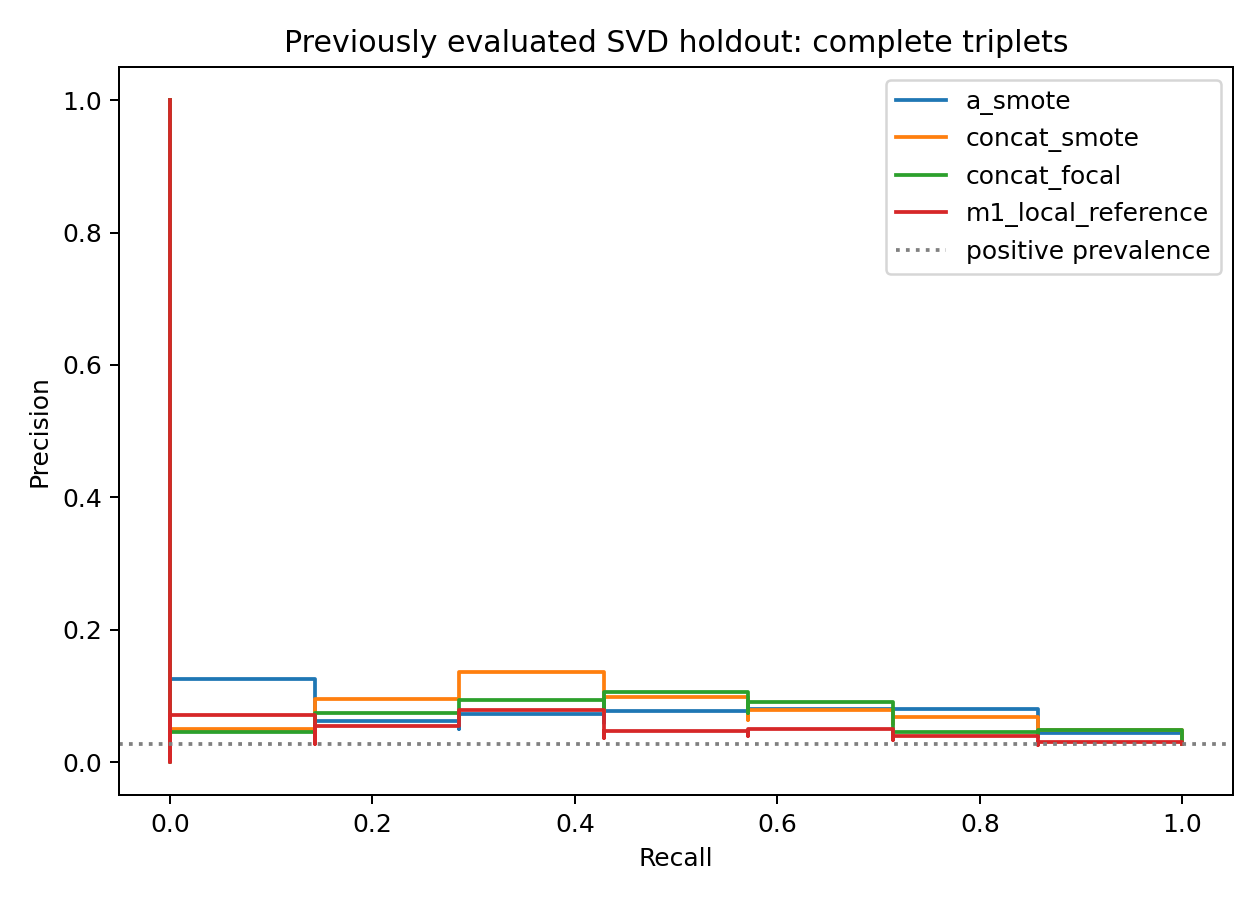 Previously evaluated SVD holdout: complete triplets
a_smote
concat_smote
concat_focal
m1_local_reference
positive prevalence
Precision
1.0
0.8
0.6
0.4
0.2
0.0
0.0 0.2 0.4 0.6 0.8 1.0
Recall